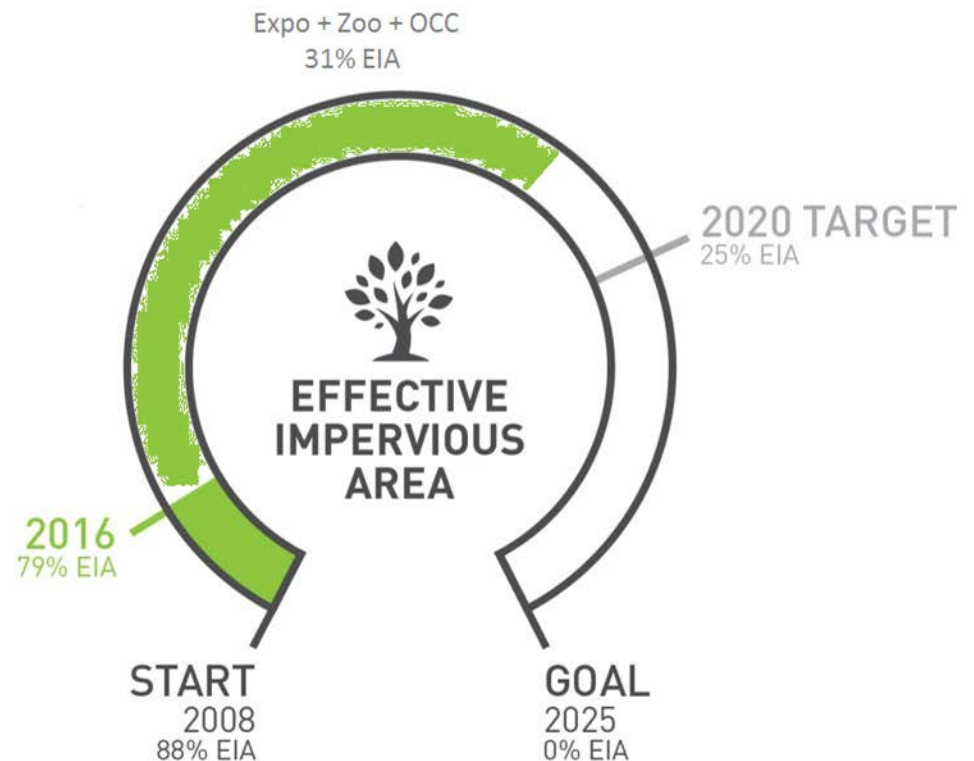 Expo + Zoo + OCC
31% EIA
2020 TARGET
25% EIA
EFFECTIVE
IMPERVIOUS
AREA
2016
79% EIA
START
2008
88% EIA
GOAL
2025
0% EIA